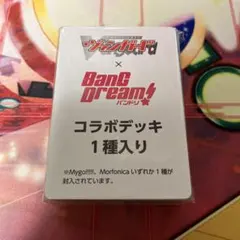 ヴァンガード
×
BanG Dream!
バンドリ
コラボデッキ
1種入り
※Mygo!!!!!、Morfonica いずれか1種が
封入されています。